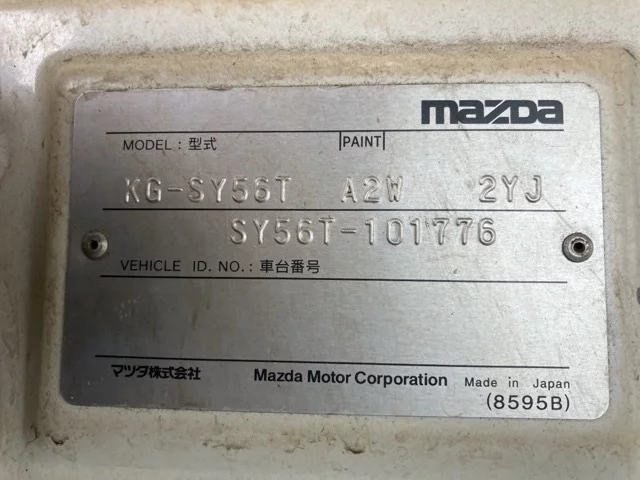 mazda
MODEL : 型式 PAINT
KG-SY56T A2W 2YJ
SY56T-101776
VEHICLE ID. NO. : 車台番号
マツダ株式会社 Mazda Motor Corporation Made in Japan
(8595B)